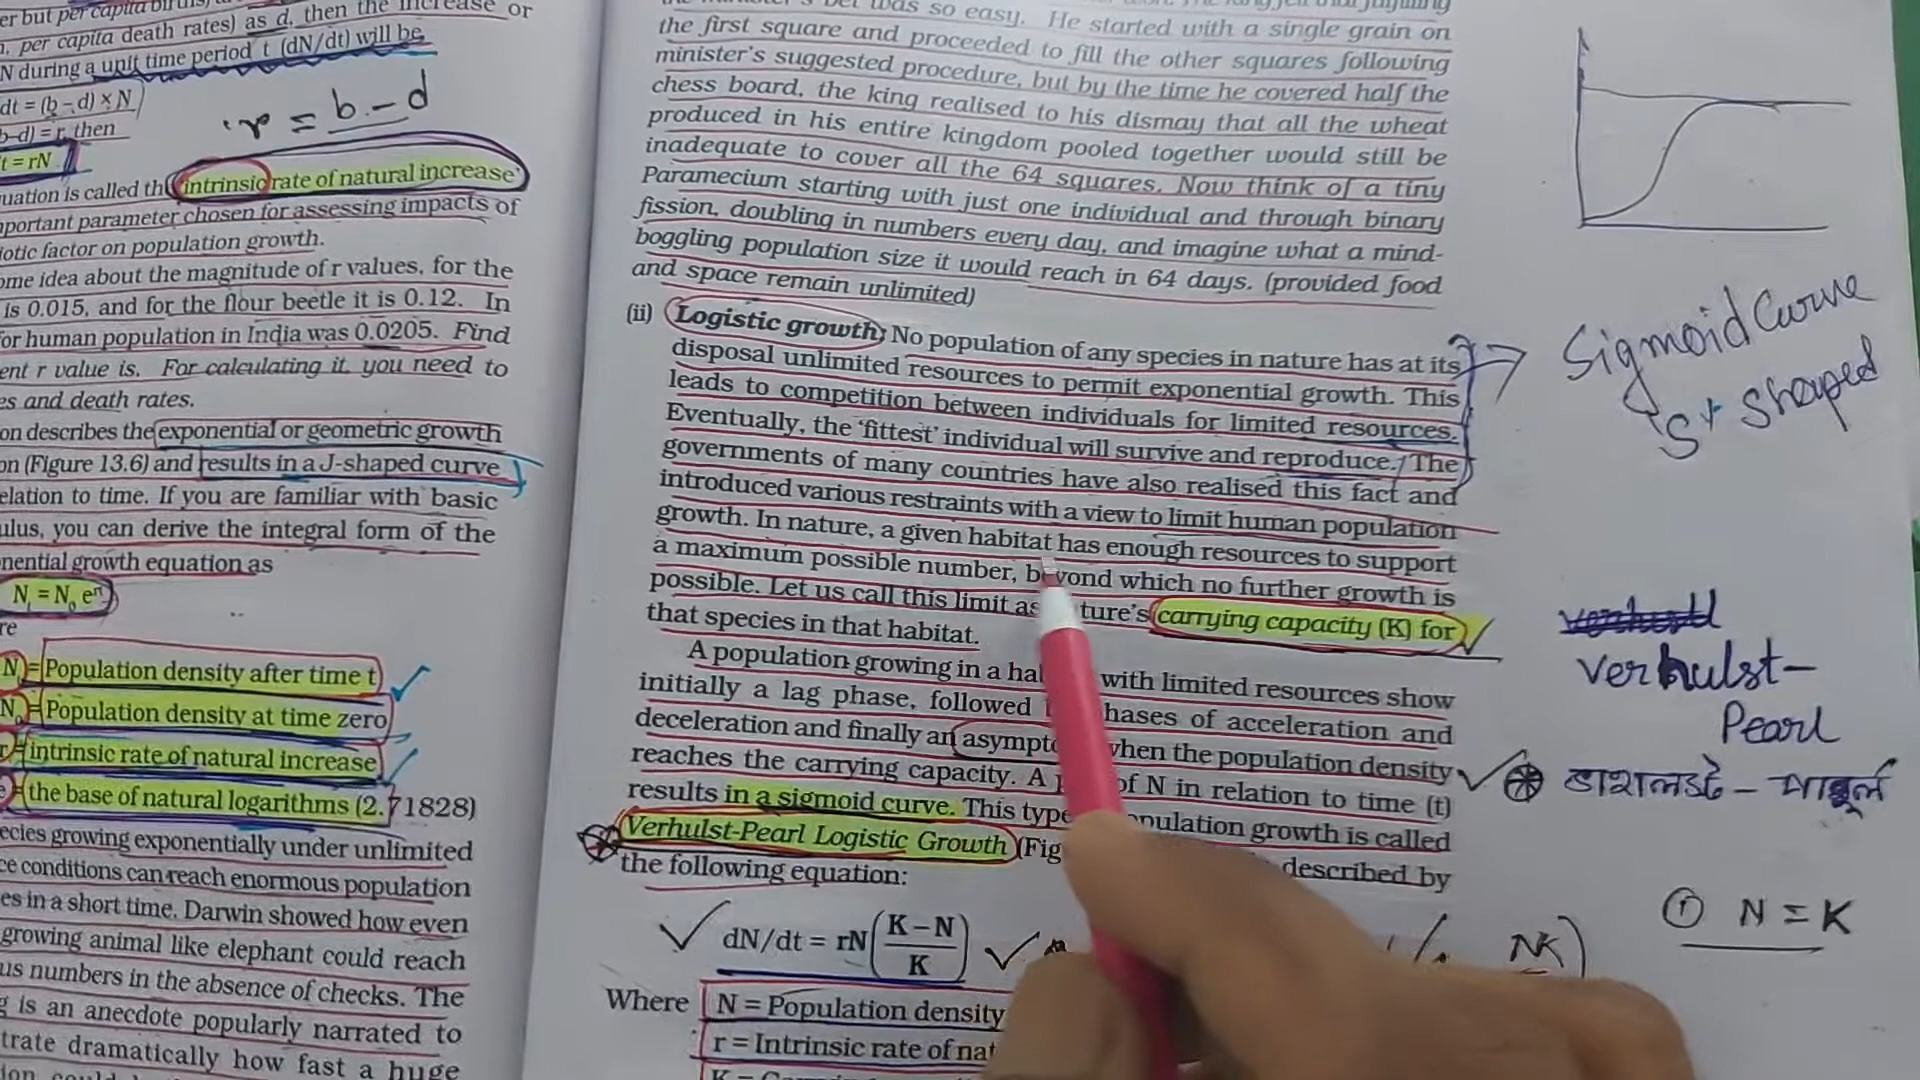 er but per capita births)
per capita death rates) as d, then the increase or
N during a unit time period t (dN/dt) will be
dt = (b – d) × N
b–d) = r, then
t = rN
r = b - d
uation is called the intrinsic rate of natural increase'
portant parameter chosen for assessing impacts of
iotic factor on population growth.
ome idea about the magnitude of r values, for the
is 0.015, and for the flour beetle it is 0.12. In
or human population in India was 0.0205. Find
ent r value is. For calculating it, you need to
es and death rates.
on describes the exponential or geometric growth
on (Figure 13.6) and results in a J-shaped curve
elation to time. If you are familiar with basic
ulus, you can derive the integral form of the
nential growth equation as
re
N = Population density after time t
N = Population density at time zero
r = intrinsic rate of natural increase
e = the base of natural logarithms (2.71828)
ecies growing exponentially under unlimited
ce conditions can reach enormous population
es in a short time. Darwin showed how even
growing animal like elephant could reach
us numbers in the absence of checks. The
g is an anecdote popularly narrated to
trate dramatically how fast a huge
was so easy. He started with a single grain on
the first square and proceeded to fill the other squares following
minister's suggested procedure, but by the time he covered half the
chess board, the king realised to his dismay that all the wheat
produced in his entire kingdom pooled together would still be
inadequate to cover all the 64 squares. Now think of a tiny
Paramecium starting with just one individual and through binary
fission, doubling in numbers every day, and imagine what a mind-
boggling population size it would reach in 64 days. (provided food
and space remain unlimited)
(ii) Logistic growth: No population of any species in nature has at its
disposal unlimited resources to permit exponential growth. This
leads to competition between individuals for limited resources.
Eventually, the 'fittest' individual will survive and reproduce. The
governments of many countries have also realised this fact and
introduced various restraints with a view to limit human population
growth. In nature, a given habitat has enough resources to support
a maximum possible number, beyond which no further growth is
possible. Let us call this limit as ture's carrying capacity (K) for
that species in that habitat.
A population growing in a ha with limited resources show
initially a lag phase, followed hases of acceleration and
deceleration and finally an asympto when the population density
reaches the carrying capacity. A of N in relation to time (t)
results in a sigmoid curve. This type pulation growth is called
Verhulst-Pearl Logistic Growth (Fig described by
the following equation:
dN/dt = rN(K – N
K)
Where N = Population density
r = Intrinsic rate of nat
Sigmoid Curve
'S' shaped
Verhulst-
Pearl
① N = K